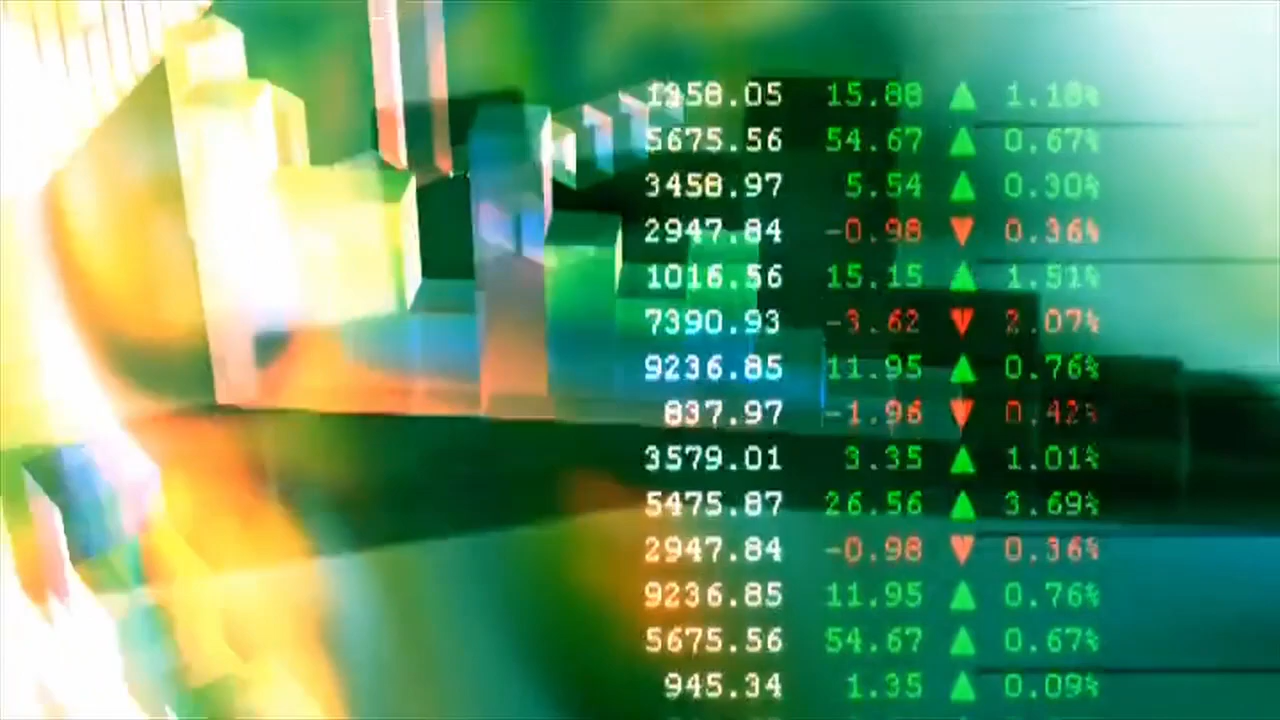 1958.05 15.88 ▲ 1.18%
5675.56 54.67 ▲ 0.67%
3458.97 5.54 ▲ 0.30%
2947.84 -0.98 ▼ 0.36%
1016.56 15.15 ▲ 1.51%
7390.93 -3.62 ▼ 2.07%
9236.85 11.95 ▲ 0.76%
837.97 -1.96 ▼ 0.42%
3579.01 3.35 ▲ 1.01%
5475.87 26.56 ▲ 3.69%
2947.84 -0.98 ▼ 0.36%
9236.85 11.95 ▲ 0.76%
5675.56 54.67 ▲ 0.67%
945.34 1.35 ▲ 0.09%